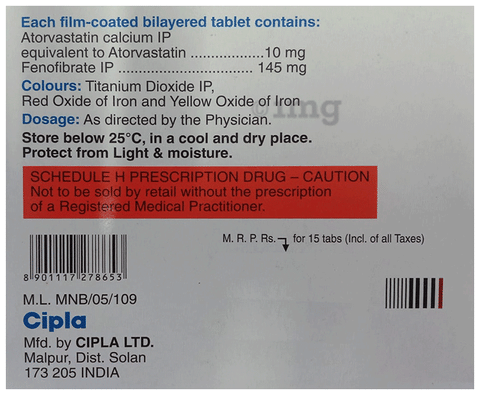 Each film-coated bilayered tablet contains:
Atorvastatin calcium IP
equivalent to Atorvastatin ..................10 mg
Fenofibrate IP .................................. 145 mg
Colours: Titanium Dioxide IP,
Red Oxide of Iron and Yellow Oxide of Iron
Dosage: As directed by the Physician.
Store below 25°C, in a cool and dry place.
Protect from Light & moisture.
SCHEDULE H PRESCRIPTION DRUG – CAUTION
Not to be sold by retail without the prescription
of a Registered Medical Practitioner.
M. R. P. Rs. for 15 tabs (Incl. of all Taxes)
8 901117 278653
M.L. MNB/05/109
Cipla
Mfd. by CIPLA LTD.
Malpur, Dist. Solan
173 205 INDIA